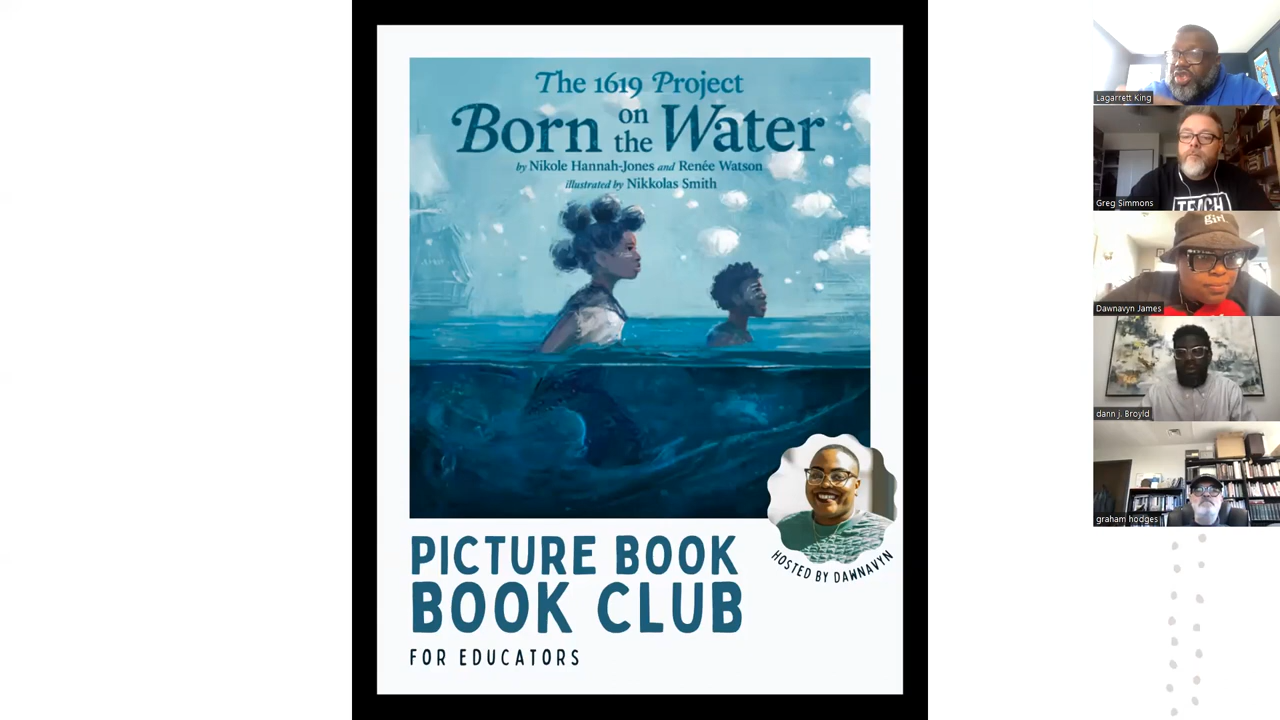 The 1619 Project
Born on the Water
by Nikole Hannah-Jones and Renée Watson
illustrated by Nikkolas Smith
HOSTED BY DAWNAVYN
PICTURE BOOK
BOOK CLUB
FOR EDUCATORS
Lagarrett King
Greg Simmons
TEACH
girl
Dawnavyn James
dann j. Broyld
graham hodges